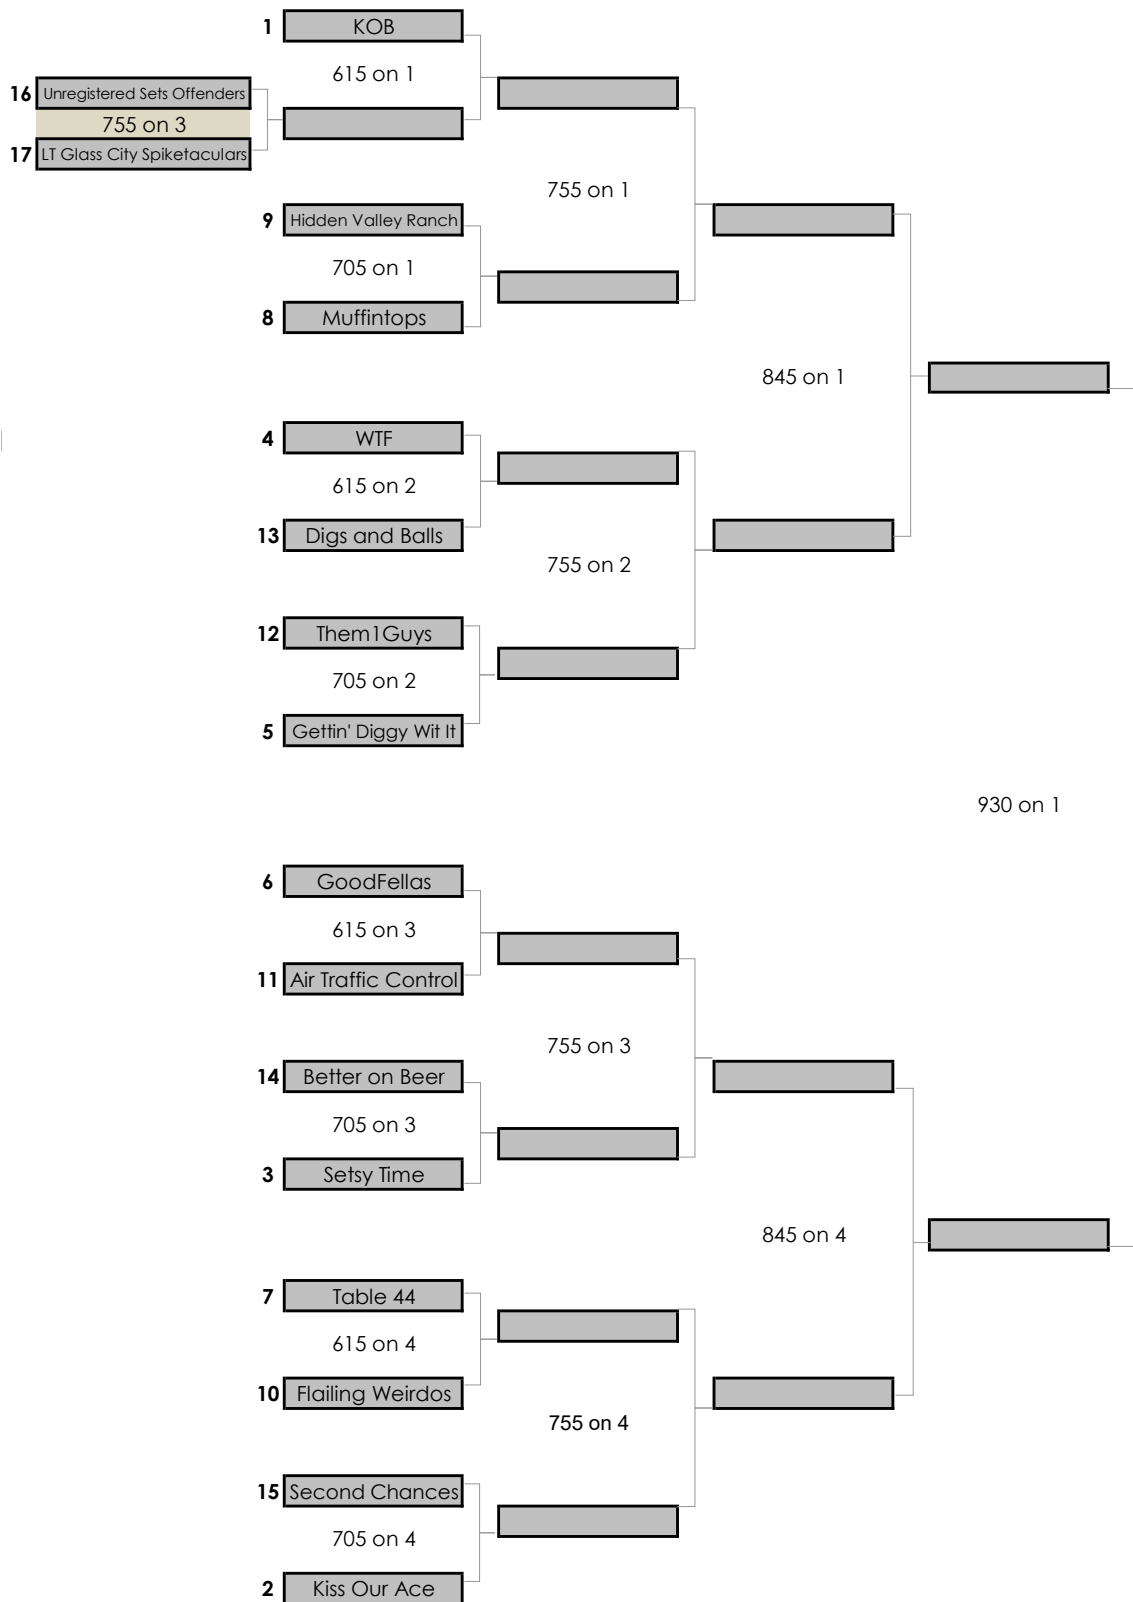 1 KOB
615 on 1
16 Unregistered Sets Offenders
755 on 3
17 LT Glass City Spiketaculars
755 on 1
9 Hidden Valley Ranch
705 on 1
8 Muffintops
845 on 1
4 WTF
615 on 2
13 Digs and Balls
755 on 2
12 Them1Guys
705 on 2
5 Gettin' Diggy Wit It
930 on 1
6 GoodFellas
615 on 3
11 Air Traffic Control
755 on 3
14 Better on Beer
705 on 3
3 Setsy Time
845 on 4
7 Table 44
615 on 4
10 Flailing Weirdos
755 on 4
15 Second Chances
705 on 4
2 Kiss Our Ace